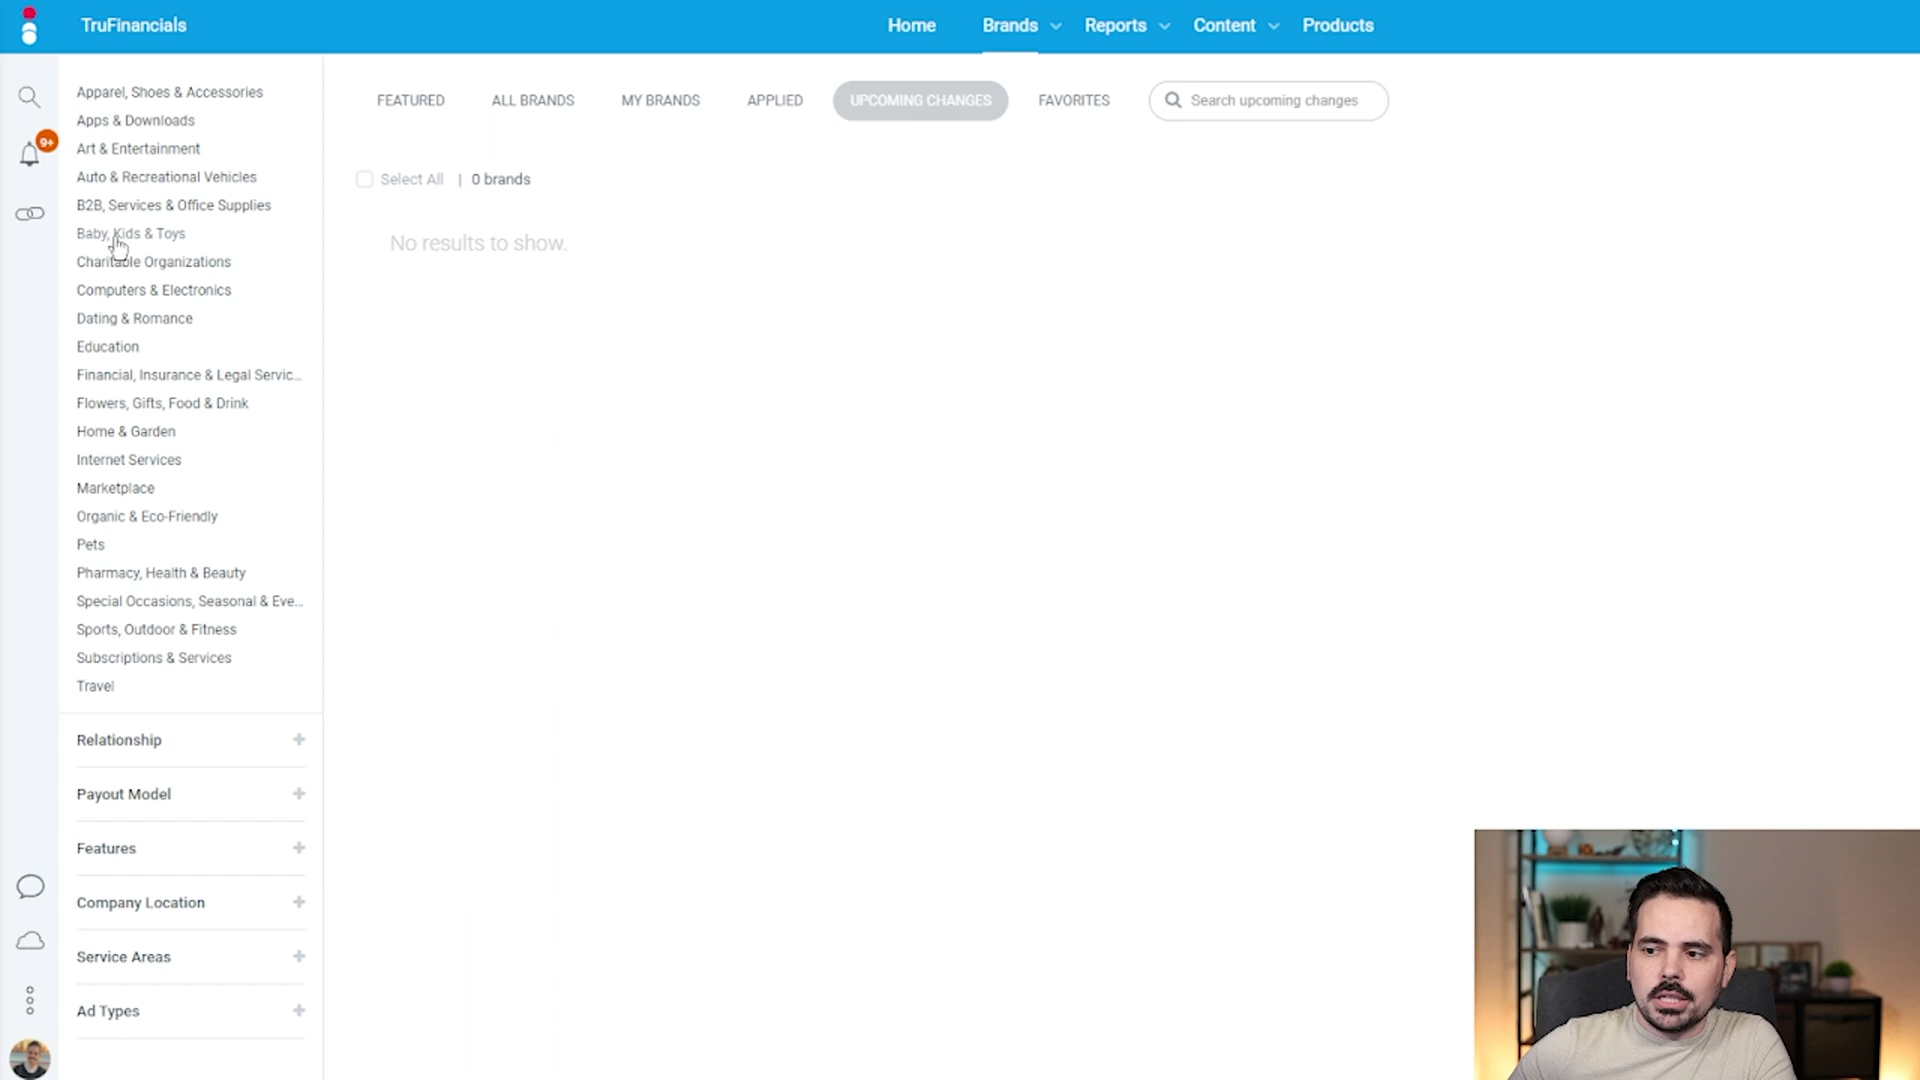 TruFinancials
Home
Brands
Reports
Content
Products
9+
Apparel, Shoes & Accessories
Apps & Downloads
Art & Entertainment
Auto & Recreational Vehicles
B2B, Services & Office Supplies
Baby, Kids & Toys
Charitable Organizations
Computers & Electronics
Dating & Romance
Education
Financial, Insurance & Legal Servic...
Flowers, Gifts, Food & Drink
Home & Garden
Internet Services
Marketplace
Organic & Eco-Friendly
Pets
Pharmacy, Health & Beauty
Special Occasions, Seasonal & Eve...
Sports, Outdoor & Fitness
Subscriptions & Services
Travel
Relationship
Payout Model
Features
Company Location
Service Areas
Ad Types
FEATURED
ALL BRANDS
MY BRANDS
APPLIED
UPCOMING CHANGES
FAVORITES
Search upcoming changes
Select All | 0 brands
No results to show.